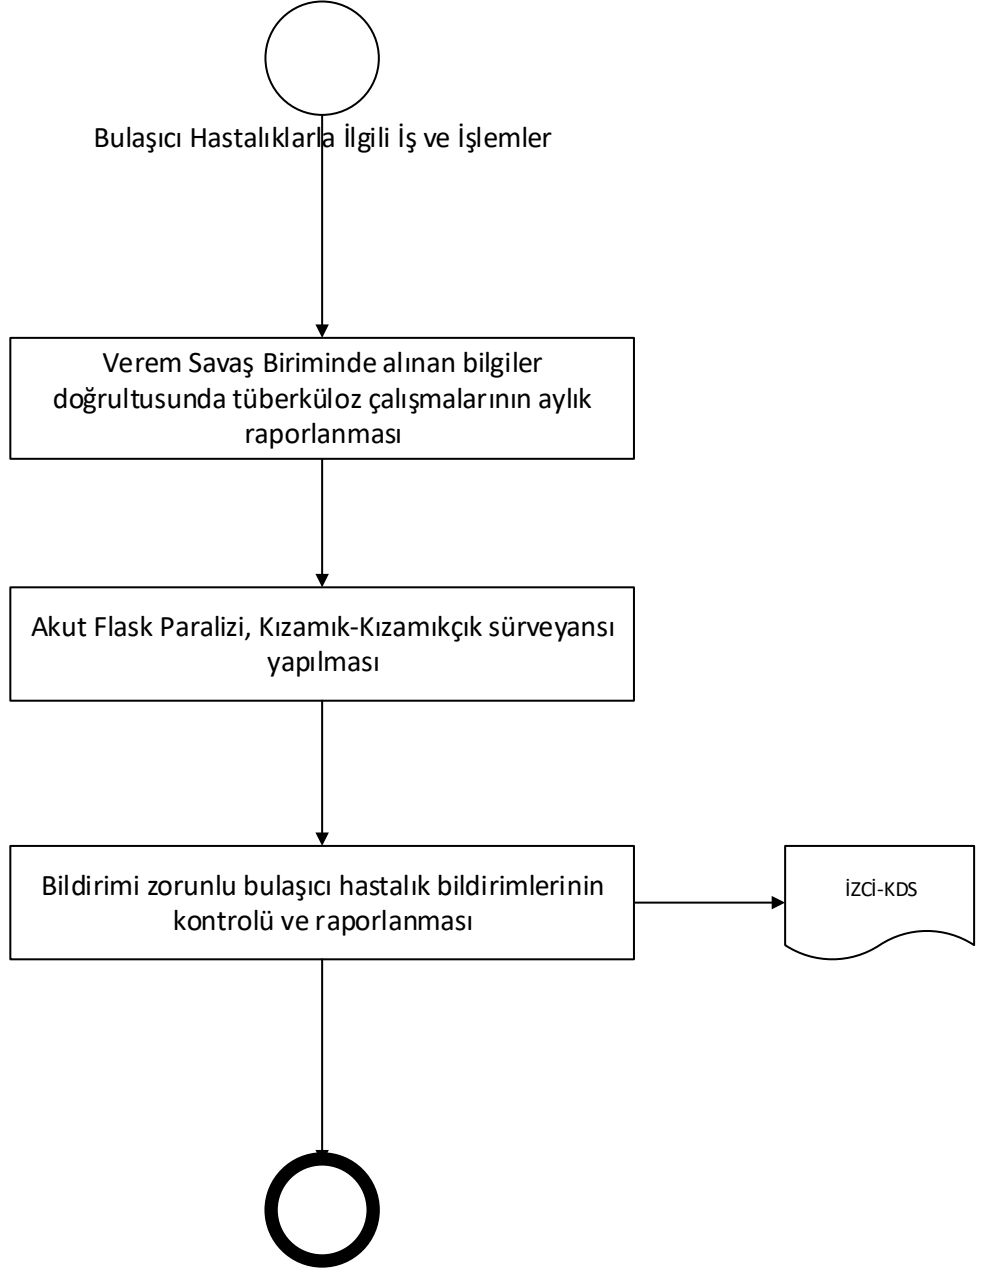 Bulaşıcı Hastalıklarla İlgili İş ve İşlemler
Verem Savaş Biriminde alınan bilgiler
doğrultusunda tüberküloz çalışmalarının aylık
raporlanması
Akut Flask Paralizi, Kızamık-Kızamıkçık sürveyansı
yapılması
Bildirimi zorunlu bulaşıcı hastalık bildirimlerinin
kontrolü ve raporlanması
İZCİ-KDS